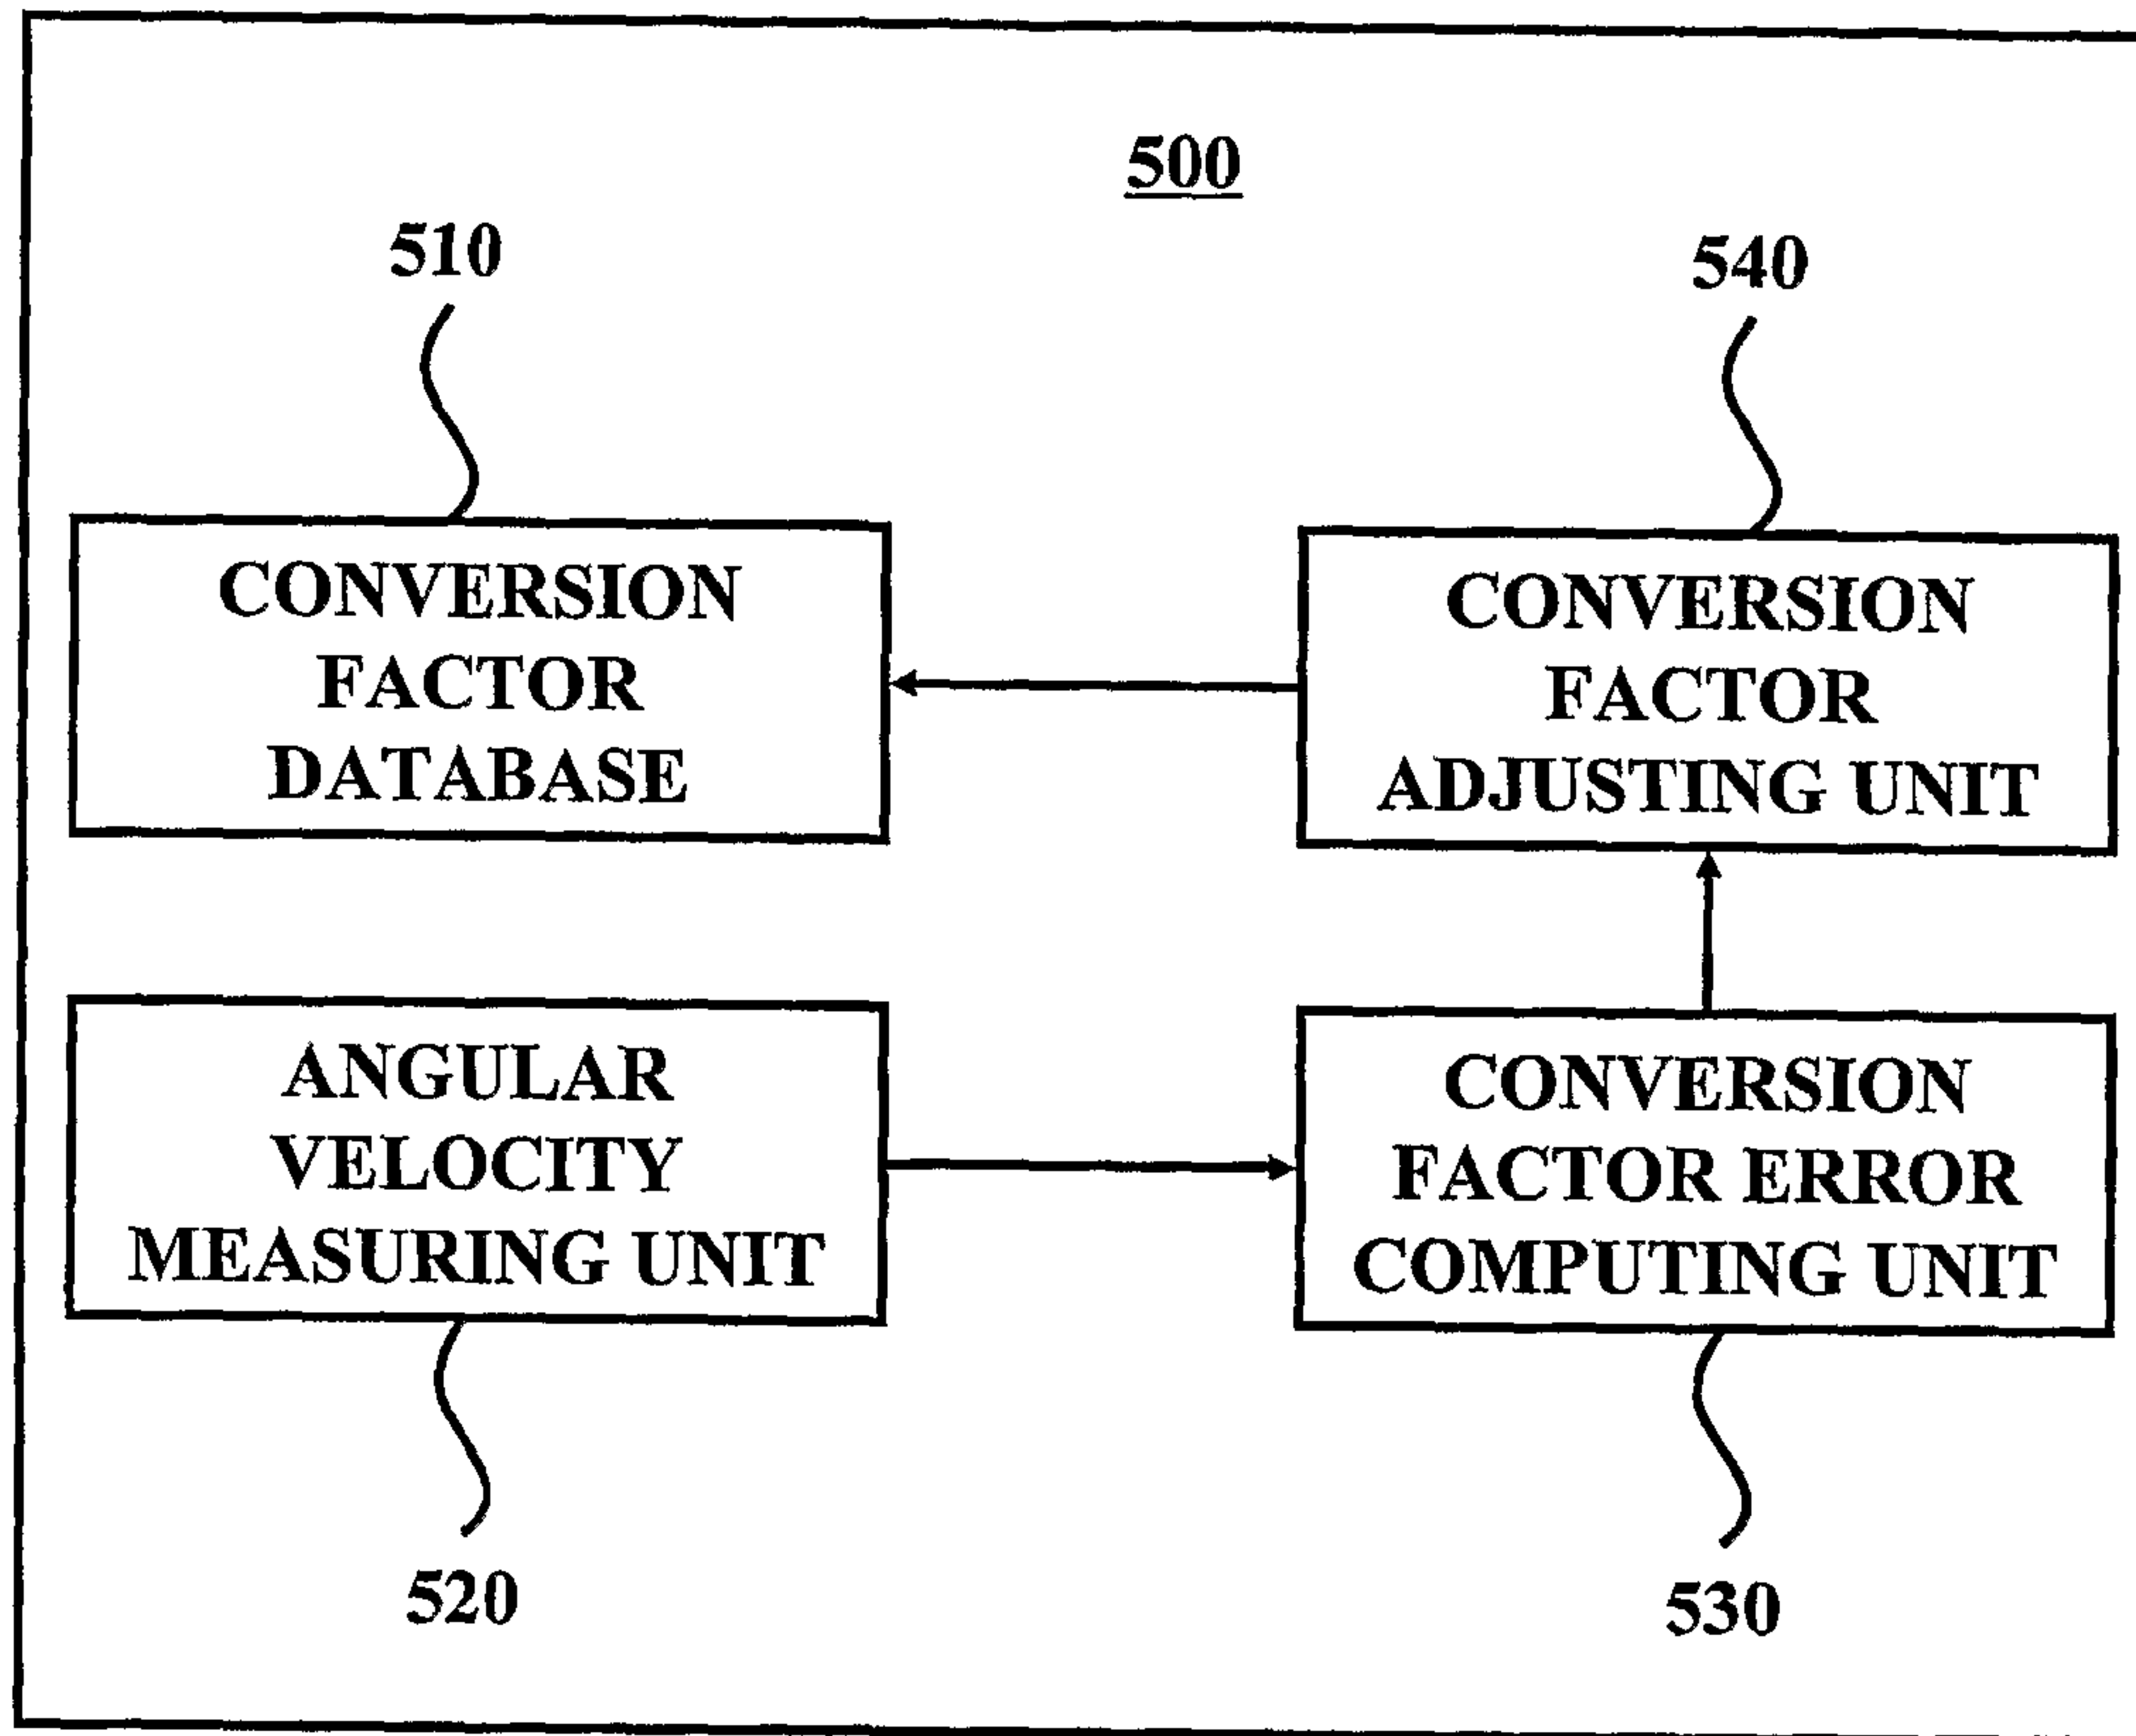 500
510
540
CONVERSION
FACTOR
DATABASE
CONVERSION
FACTOR
ADJUSTING UNIT
ANGULAR
VELOCITY
MEASURING UNIT
CONVERSION
FACTOR ERROR
COMPUTING UNIT
520
530